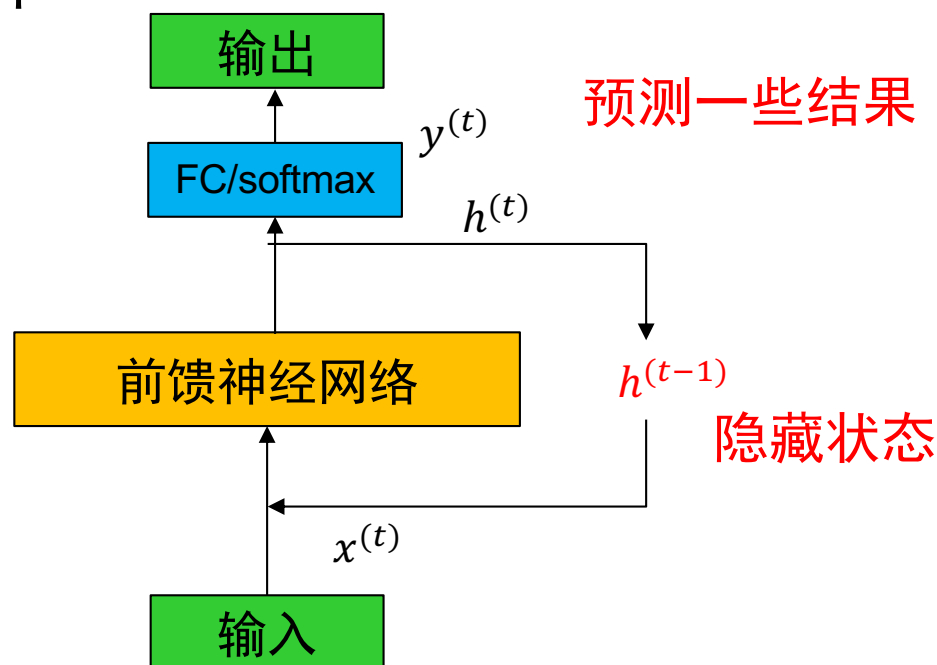 输出
预测一些结果
y^{(t)}
FC/softmax
h^{(t)}
前馈神经网络
h^{(t-1)}
隐藏状态
x^{(t)}
输入